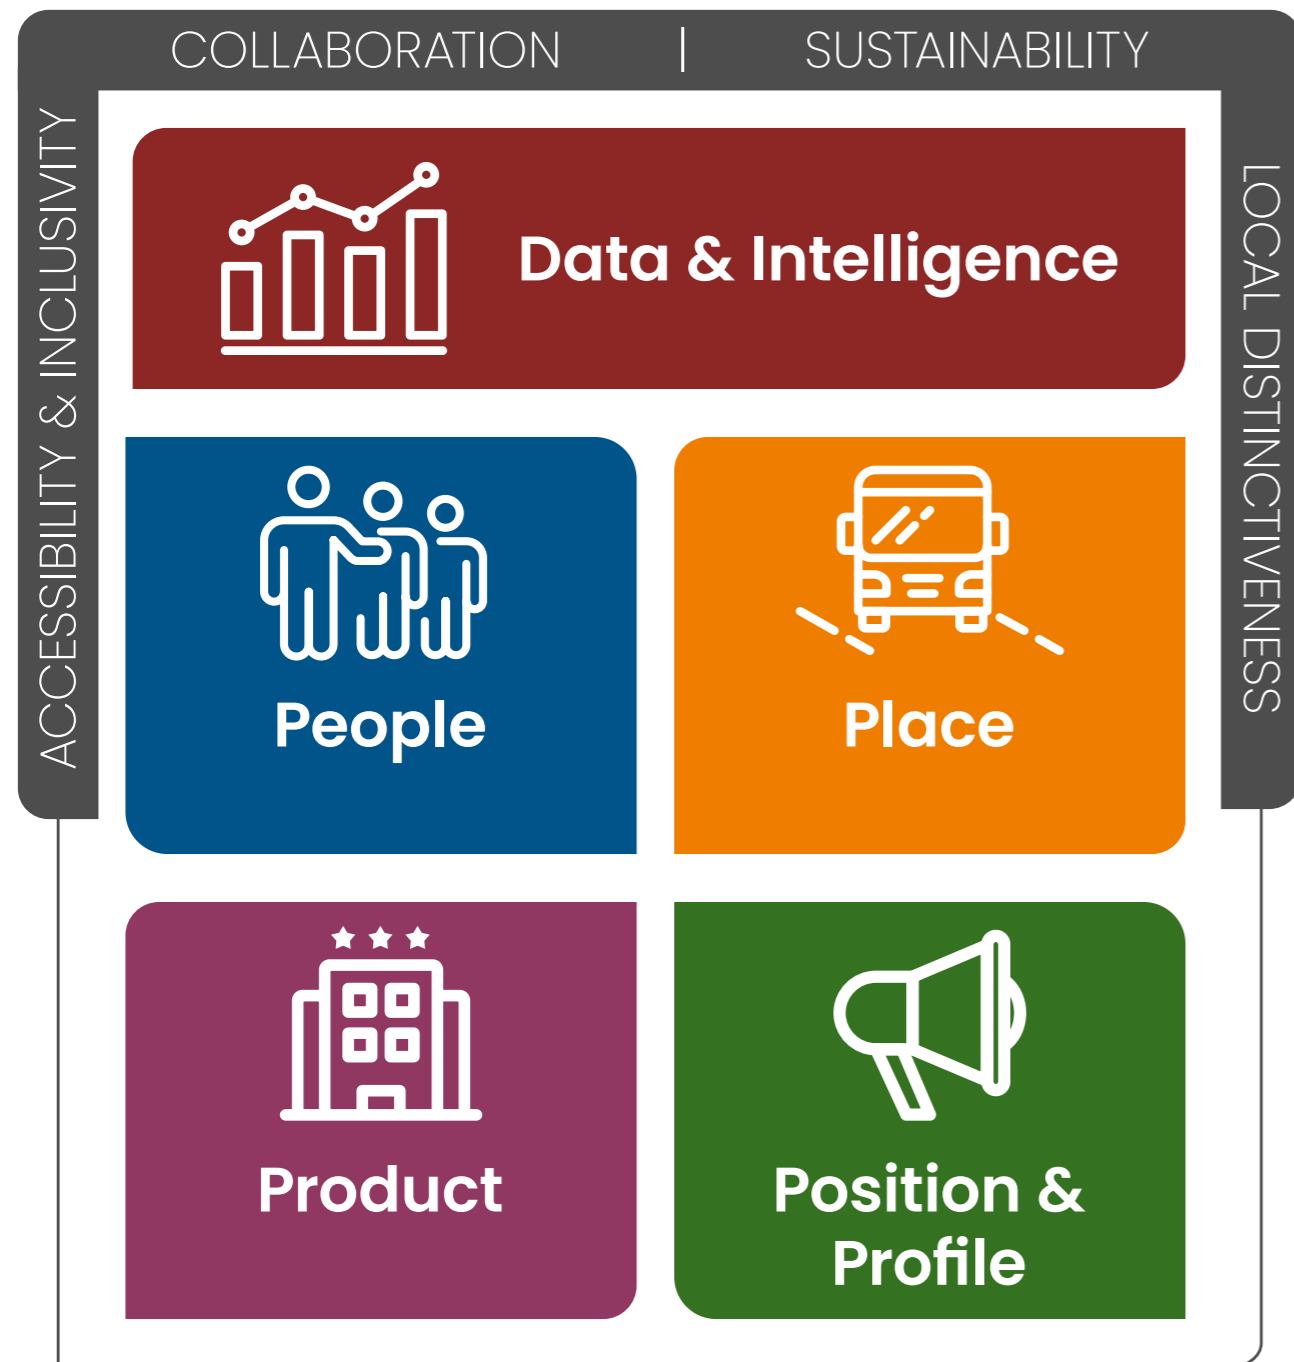 COLLABORATION | SUSTAINABILITY
ACCESSIBILITY & INCLUSIVITY
LOCAL DISTINCTIVENESS
Data & Intelligence
People
Place
Product
Position &
Profile